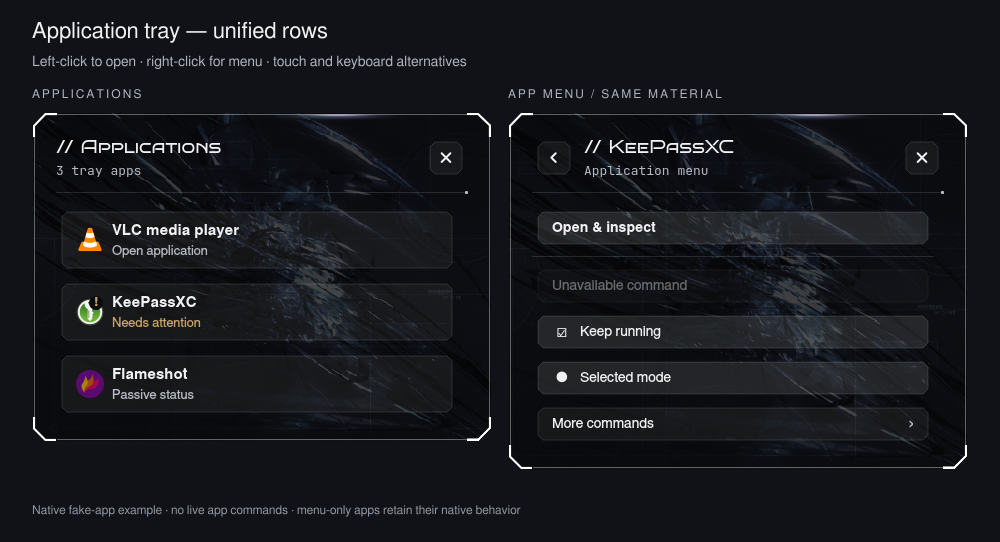 Application tray — unified rows
Left-click to open · right-click for menu · touch and keyboard alternatives
APPLICATIONS
// Applications
3 tray apps
VLC media player
Open application
KeePassXC
Needs attention
Flameshot
Passive status
APP MENU / SAME MATERIAL
// KeePassXC
Application menu
Open & inspect
Unavailable command
Keep running
Selected mode
More commands
Native fake-app example · no live app commands · menu-only apps retain their native behavior